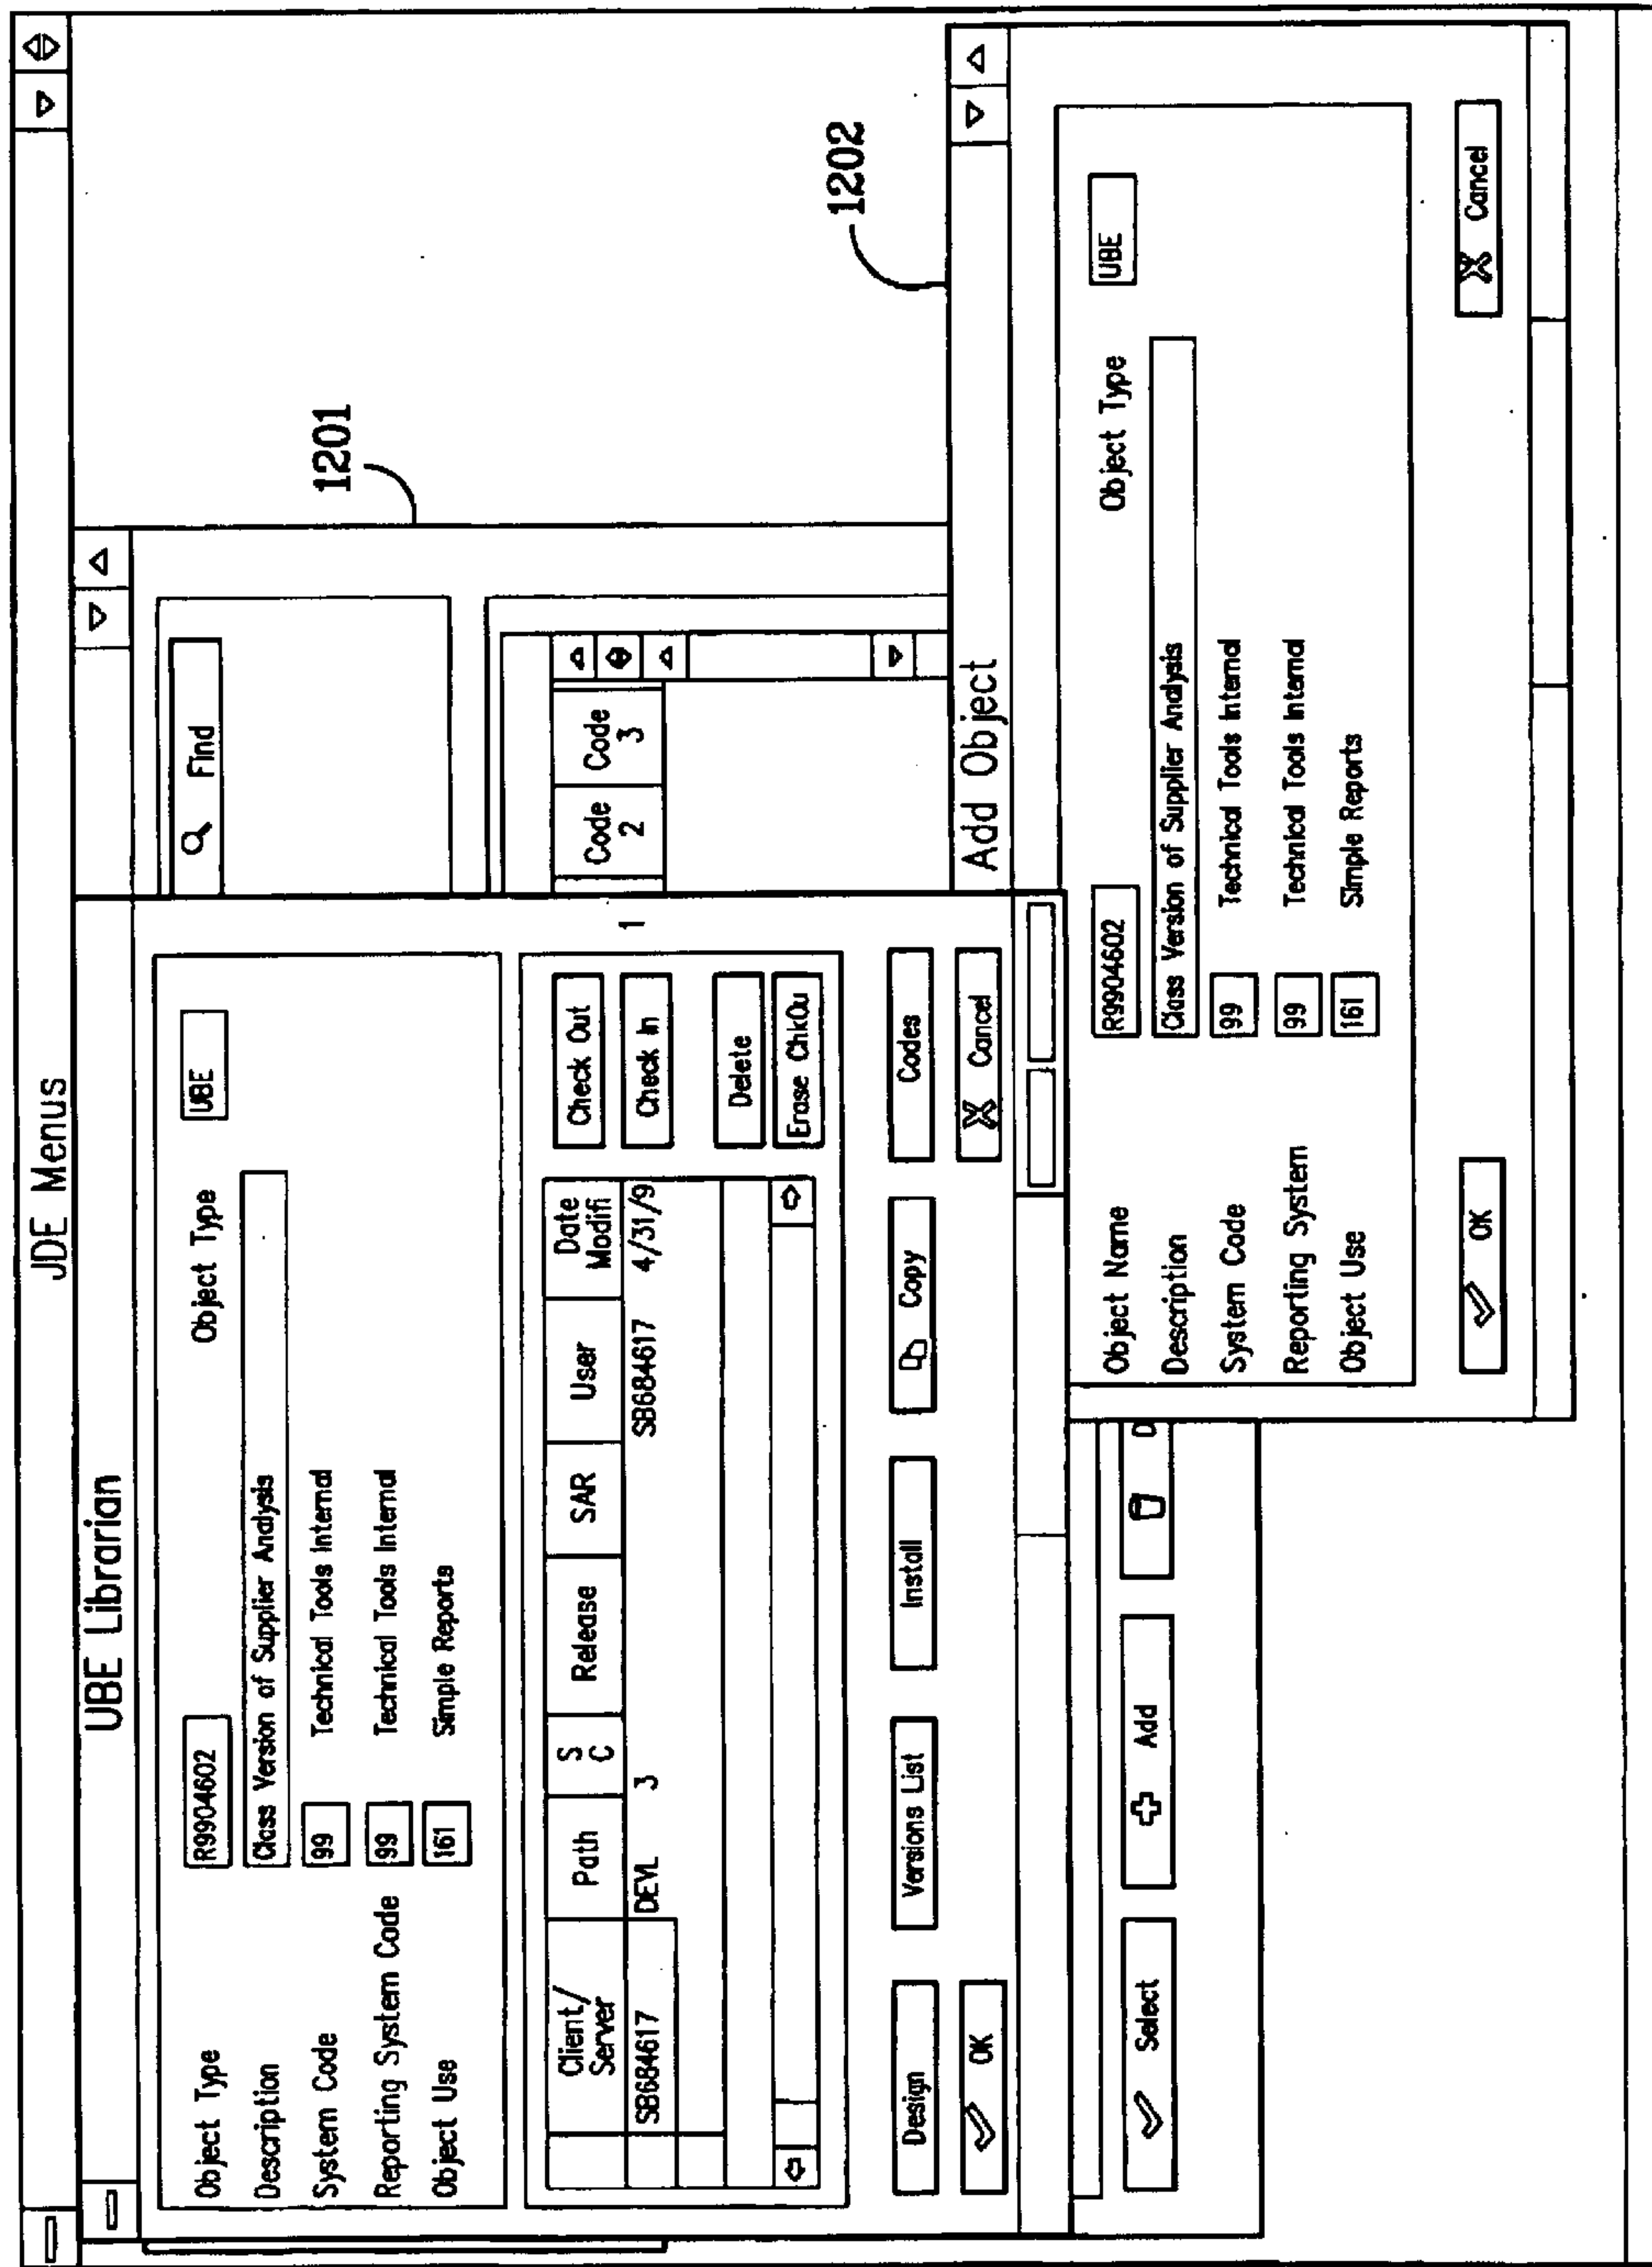 JDE Menus
UBE Librarian
Object Type R9904602 Object Type UBE
Description Class Version of Supplier Analysis
System Code 99 Technical Tools Internal
Reporting System Code 99 Technical Tools Internal
Object Use 161 Simple Reports
Client/ Server Path S C Release SAR User Date Modifi
SB684617 DEVL 3 SB684617 4/31/9
Check Out
Check In
Delete
Erase ChkOu
1
Design Versions List Install Copy Codes
OK Cancel
Find
Code 2 Code 3
1201
Select Add D
1202
Add Object
Object Name R9904602 Object Type UBE
Description Class Version of Supplier Analysis
System Code 99 Technical Tools Internal
Reporting System 99 Technical Tools Internal
Object Use 161 Simple Reports
OK Cancel